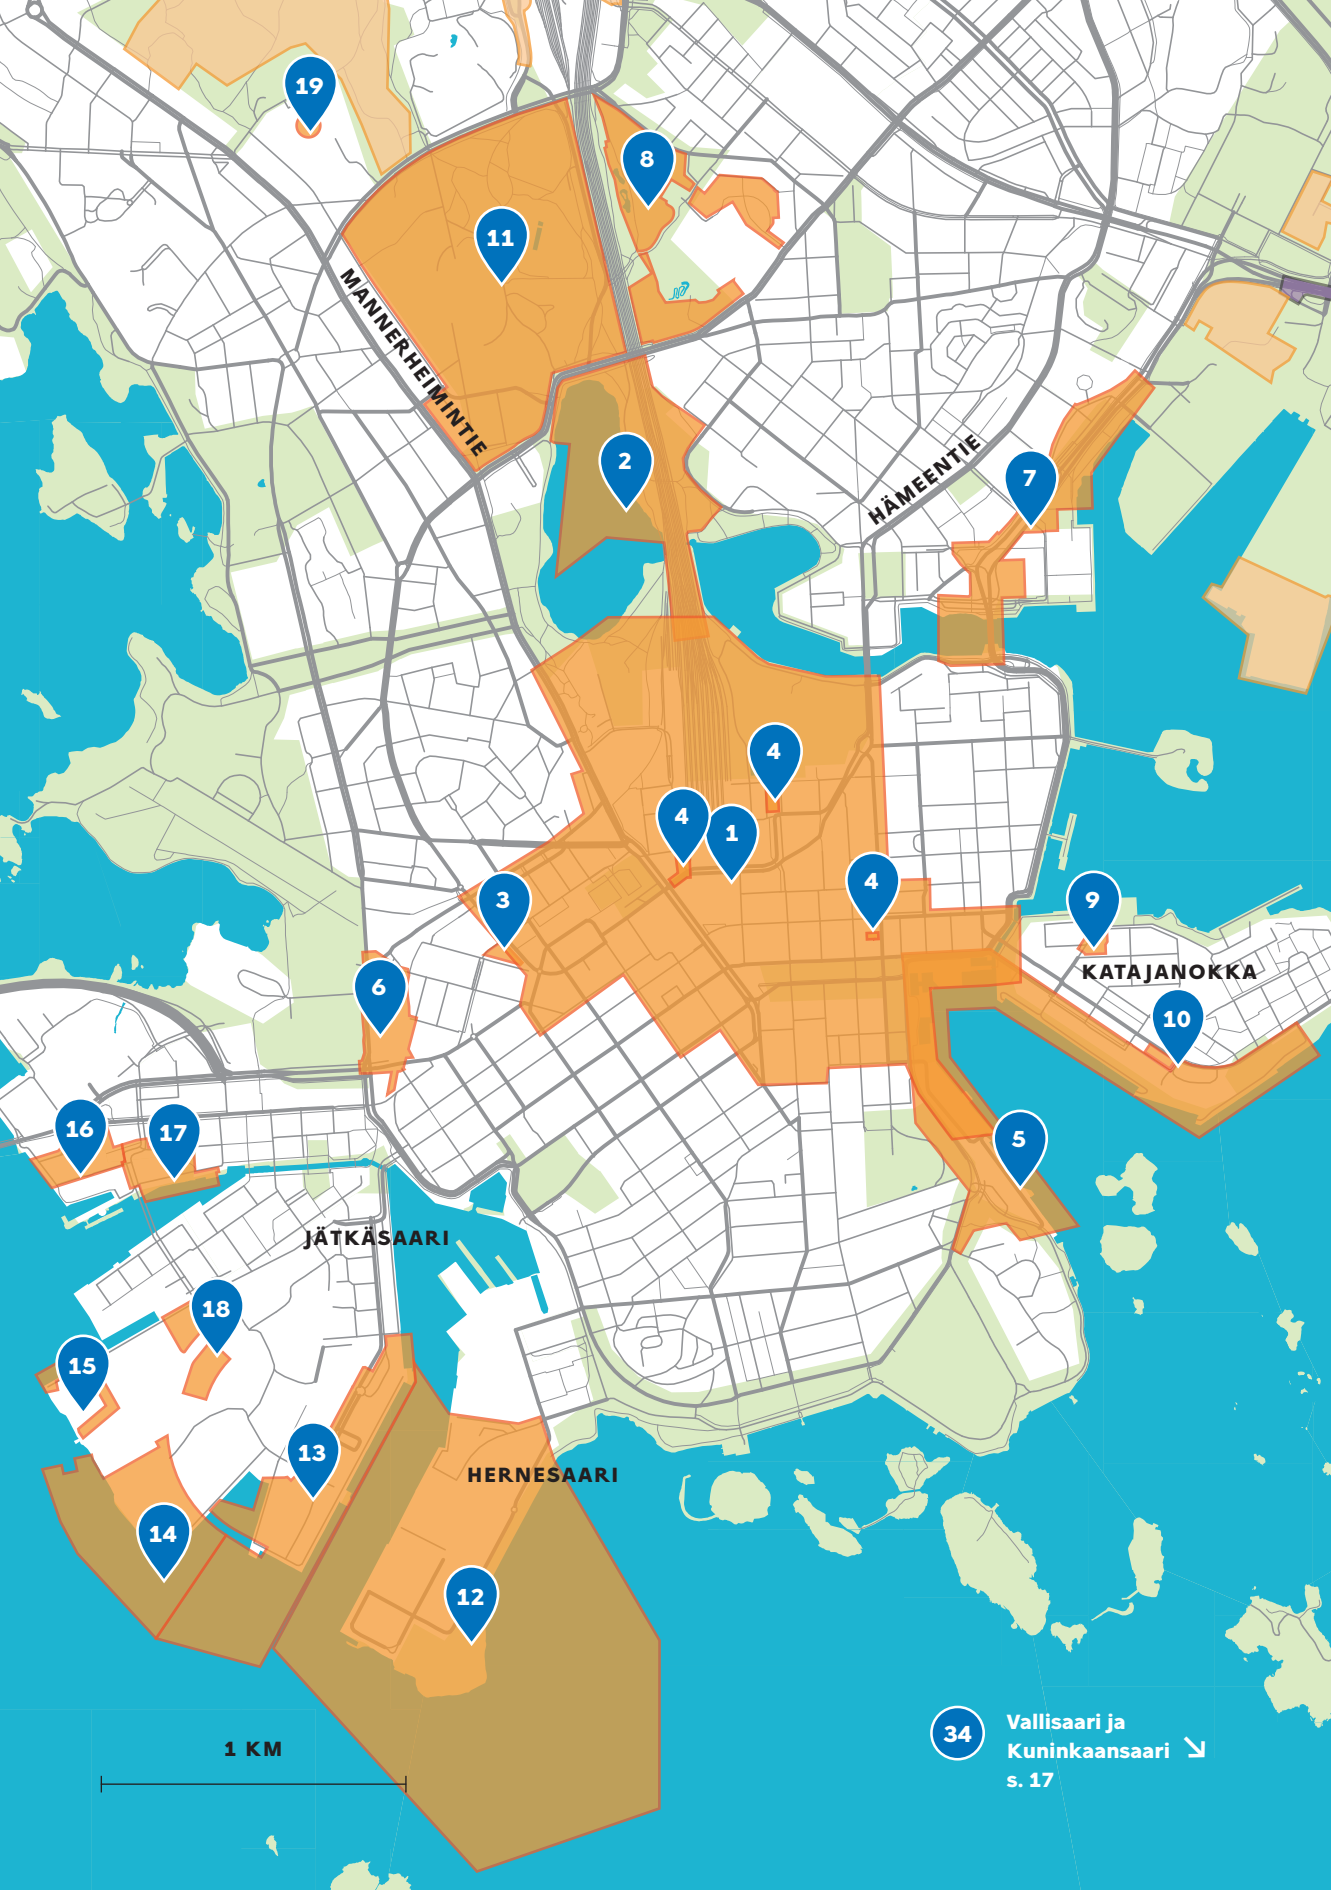 19
8
11
MANNERHEIMINTIE
2
HÄMEENTIE
7
4
4
1
4
3
9
6
KATAJANOKKA
10
16
17
5
JÄTKÄSAARI
18
15
13
HERNESAARI
14
12
34
Vallisaari ja
Kuninkaansaari
s. 17
1 KM